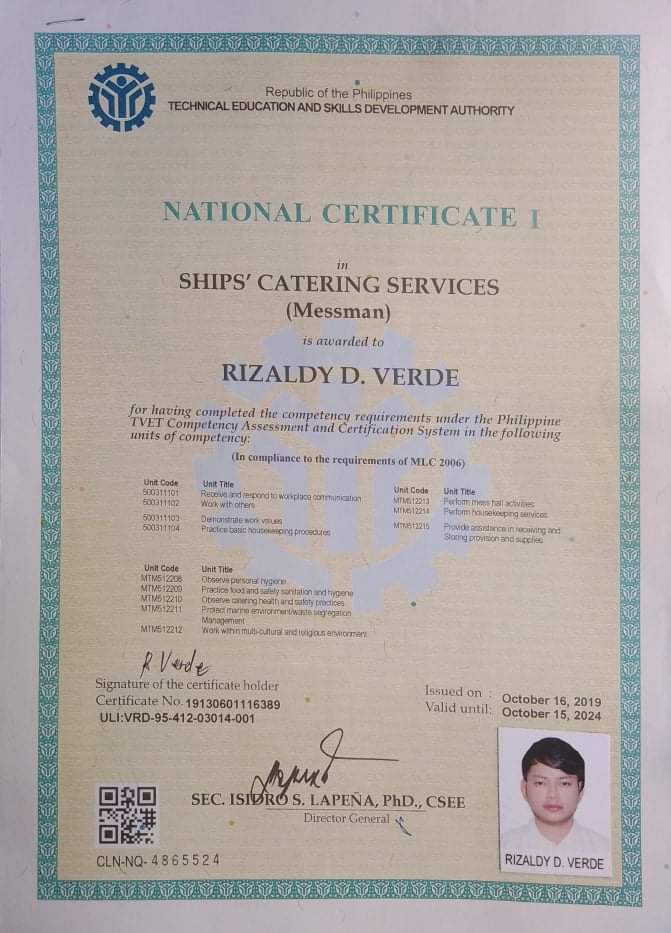 Republic of the Philippines
TECHNICAL EDUCATION AND SKILLS DEVELOPMENT AUTHORITY
NATIONAL CERTIFICATE I
in
SHIPS' CATERING SERVICES
(Messman)
is awarded to
RIZALDY D. VERDE
for having completed the competency requirements under the Philippine
TVET Competency Assessment and Certification System in the following
units of competency:
(In compliance to the requirements of MLC 2006)
Unit Code Unit Title
500311101 Receive and respond to workplace communication
500311102 Work with others
500311103 Demonstrate work values
500311104 Practice basic housekeeping procedures
Unit Code Unit Title
MTM512213 Perform mess hall activities
MTM512214 Perform housekeeping services
MTM512215 Provide assistance in receiving and
Storing provision and supplies
Unit Code Unit Title
MTM512208 Observe personal hygiene
MTM512209 Practice food and safety sanitation and hygiene
MTM512210 Observe catering health and safety practices
MTM512211 Protect marine environment/waste segregation
Management
MTM512212 Work within multi-cultural and religious environment
R Verde
Signature of the certificate holder
Certificate No. 19130601116389
ULI:VRD-95-412-03014-001
Issued on : October 16, 2019
Valid until: October 15, 2024
SEC. ISIDRO S. LAPEÑA, PhD., CSEE
Director General
CLN-NQ- 4865524
RIZALDY D. VERDE